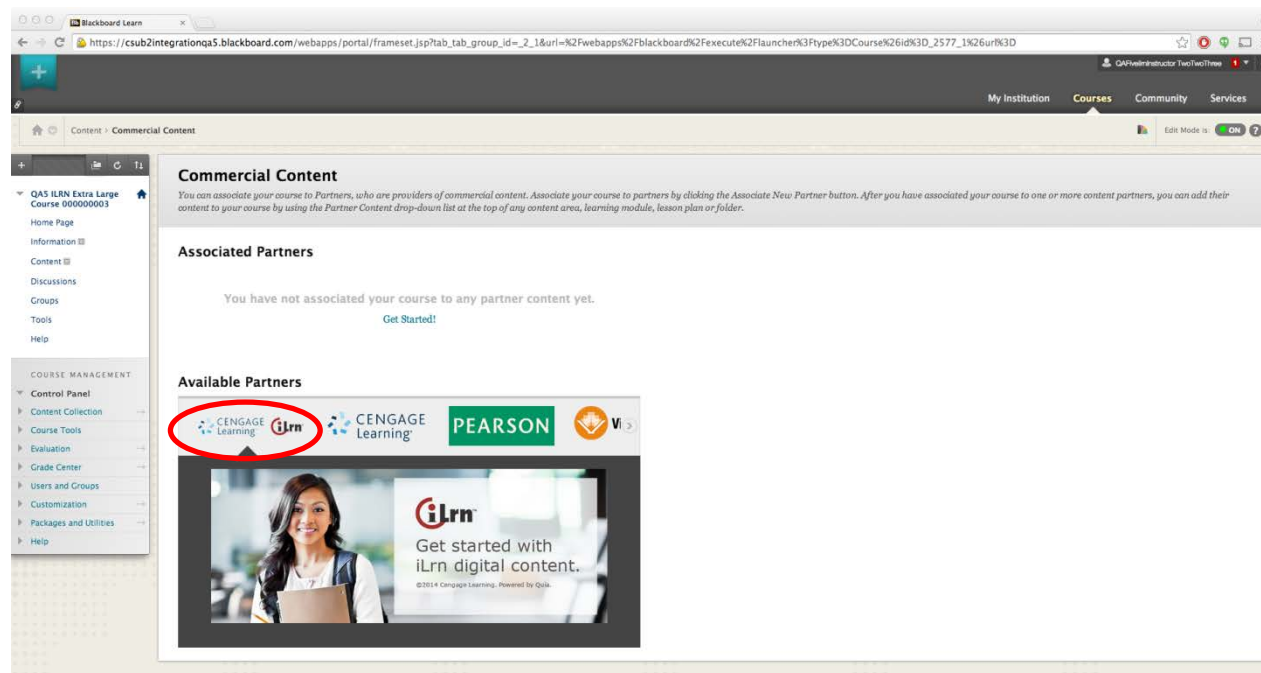 Blackboard Learn
https://csub2integrationqa5.blackboard.com/webapps/portal/frameset.jsp?tab_tab_group_id=_2_1&url=%2Fwebapps%2Fblackboard%2Fexecute%2Flauncher%3Ftype%3DCourse%26id%3D_2577_1%26url%3D
QAFiveilrnInstructor TwoTwoThree 1
My Institution Courses Community Services
Content > Commercial Content
Edit Mode is: ON ?
QA5 ILRN Extra Large
Course 000000003
Home Page
Information
Content
Discussions
Groups
Tools
Help
COURSE MANAGEMENT
Control Panel
Content Collection
Course Tools
Evaluation
Grade Center
Users and Groups
Customization
Packages and Utilities
Help
Commercial Content
You can associate your course to Partners, who are providers of commercial content. Associate your course to partners by clicking the Associate New Partner button. After you have associated your course to one or more content partners, you can add their
content to your course by using the Partner Content drop-down list at the top of any content area, learning module, lesson plan or folder.
Associated Partners
You have not associated your course to any partner content yet.
Get Started!
Available Partners
CENGAGE Learning iLrn
CENGAGE Learning
PEARSON
Vi
iLrn
Get started with
iLrn digital content.
©2014 Cengage Learning. Powered by Quia.